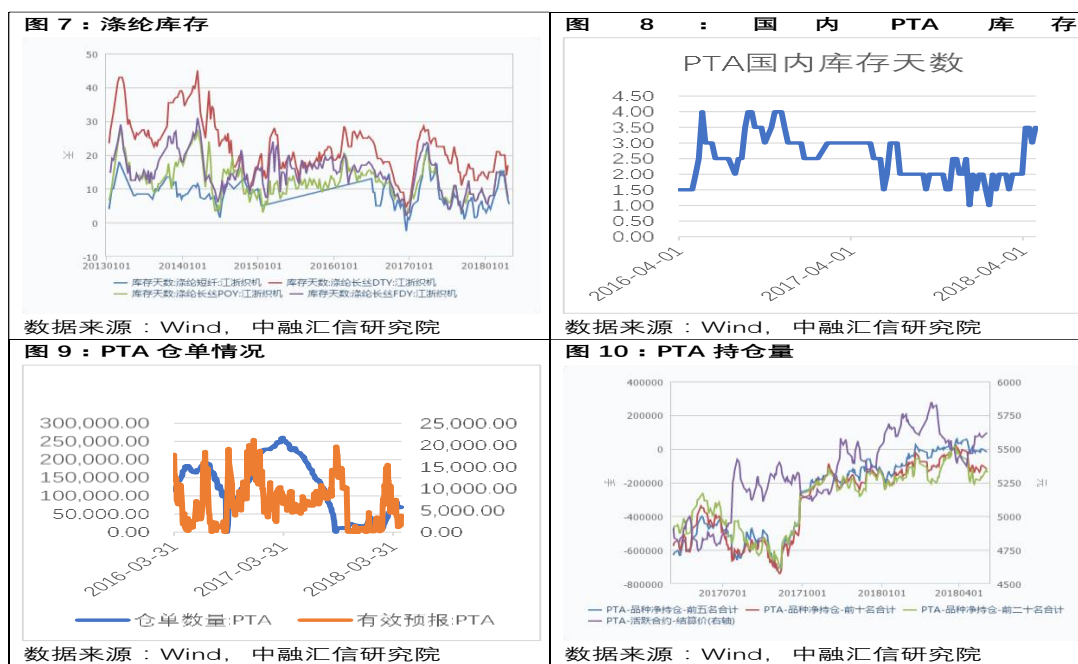 图 7：涤纶库存
50
40
30
20
10
0
-10
天
20130101 20140101 20150101 20160101 20170101 20180101
库存天数:涤纶短纤:江浙织机 库存天数:涤纶长丝DTY:江浙织机
库存天数:涤纶长丝POY:江浙织机 库存天数:涤纶长丝FDY:江浙织机
数据来源：Wind, 中融汇信研究院
图 8 ： 国 内 PTA 库 存
PTA国内库存天数
4.50
4.00
3.50
3.00
2.50
2.00
1.50
1.00
0.50
0.00
2016-04-01 2017-04-01 2018-04-01
数据来源：Wind, 中融汇信研究院
图 9：PTA 仓单情况
300,000.00 25,000.00
250,000.00 20,000.00
200,000.00 15,000.00
150,000.00 10,000.00
100,000.00 5,000.00
50,000.00 0.00
0.00
2016-03-31 2017-03-31 2018-03-31
仓单数量:PTA 有效预报:PTA
数据来源：Wind, 中融汇信研究院
图 10：PTA 持仓量
400000 6000
200000 5750
0 5500
-200000 5250
-400000 5000
-600000 4750
-800000 4500
手 元
20170701 20171001 20180101 20180401
PTA-品种净持仓-前五名合计 PTA-品种净持仓-前十名合计 PTA-品种净持仓-前二十名合计
PTA-活跃合约-结算价(右轴)
数据来源：Wind, 中融汇信研究院